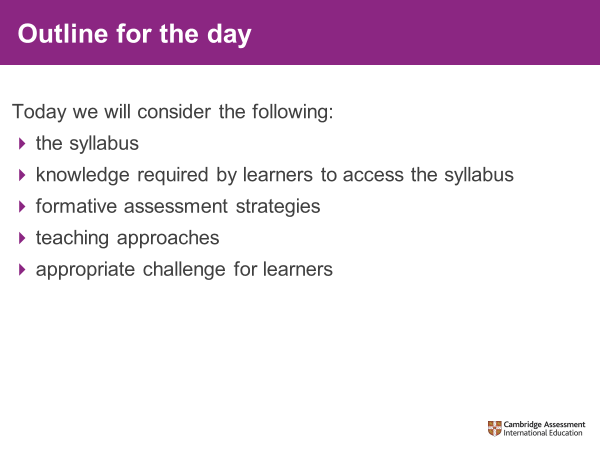 Outline for the day
Today we will consider the following:
the syllabus
knowledge required by learners to access the syllabus
formative assessment strategies
teaching approaches
appropriate challenge for learners
Cambridge Assessment
International Education